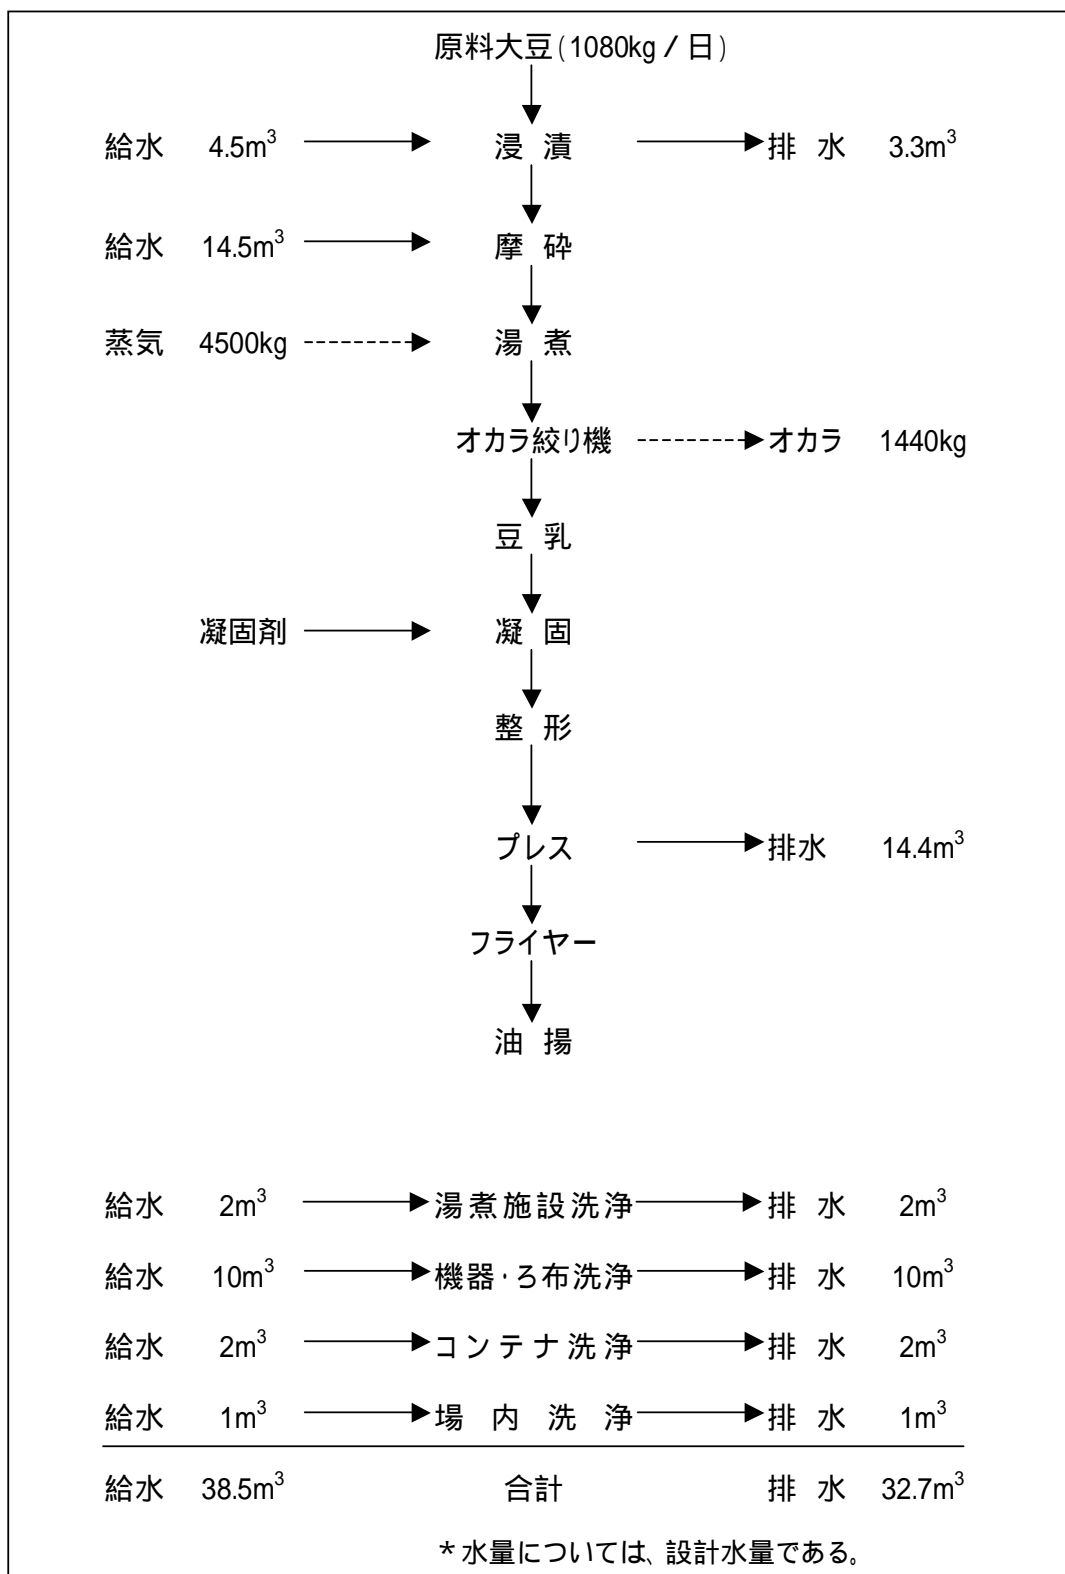 原料大豆(1080kg/日)
給水 4.5m³ 浸漬 排水 3.3m³
給水 14.5m³ 摩砕
蒸気 4500kg 湯煮
オカラ絞り機 オカラ 1440kg
豆乳
凝固剤 凝固
整形
プレス 排水 14.4m³
フライヤー
油揚
給水 2m³ 湯煮施設洗浄 排水 2m³
給水 10m³ 機器・ろ布洗浄 排水 10m³
給水 2m³ コンテナ洗浄 排水 2m³
給水 1m³ 場内洗浄 排水 1m³
給水 38.5m³ 合計 排水 32.7m³
*水量については、設計水量である。